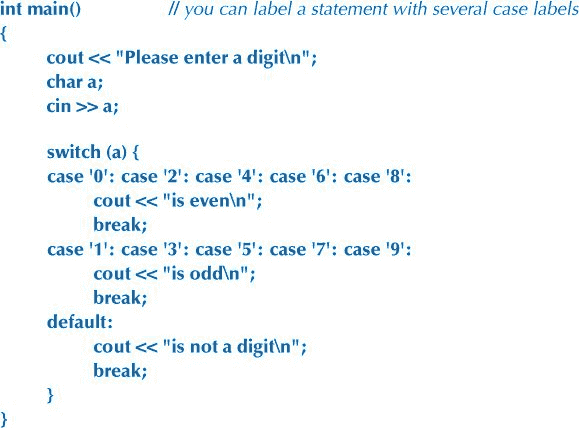 int main() // you can label a statement with several case labels
{
cout << "Please enter a digit\n";
char a;
cin >> a;
switch (a) {
case '0': case '2': case '4': case '6': case '8':
cout << "is even\n";
break;
case '1': case '3': case '5': case '7': case '9':
cout << "is odd\n";
break;
default:
cout << "is not a digit\n";
break;
}
}